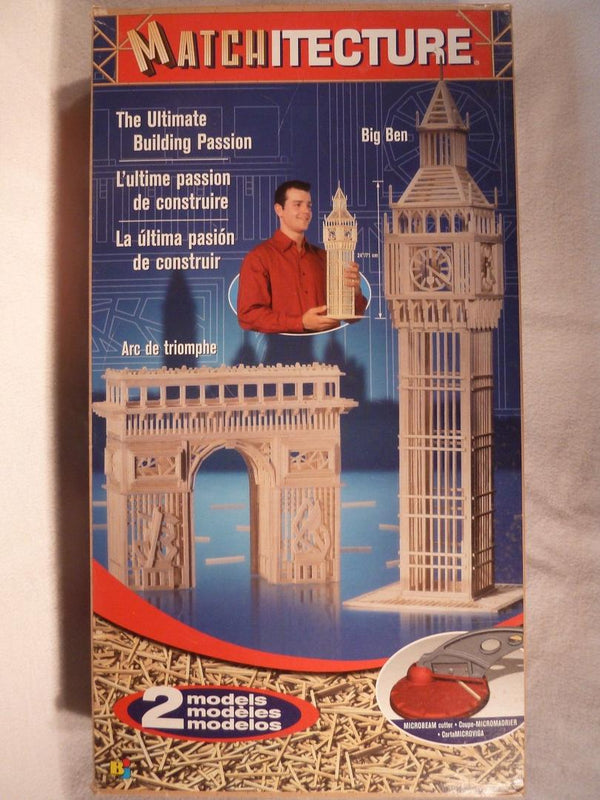 MATCHITECTURE®
The Ultimate
Building Passion
L'ultime passion
de construire
La última pasión
de construir
Big Ben
Arc de triomphe
2 models
modèles
modelos
MICROBEAM cutter • Coupe-MICROMADRIER
• CortaMICROVIGA